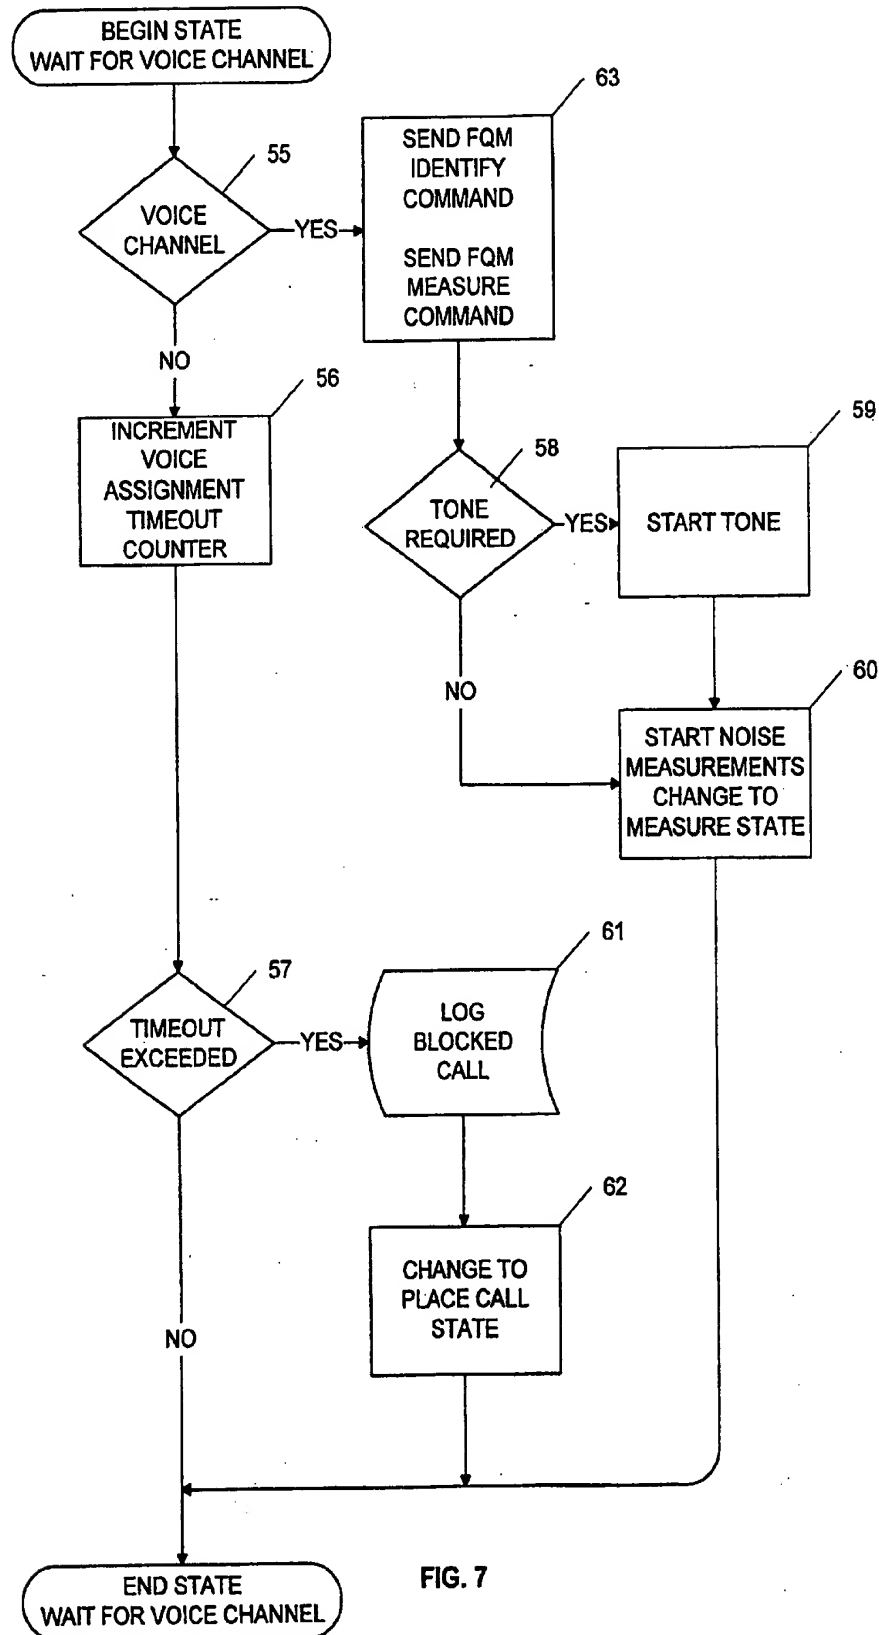 BEGIN STATE
WAIT FOR VOICE CHANNEL
63
SEND FQM
IDENTIFY
COMMAND
SEND FQM
MEASURE
COMMAND
55
VOICE
CHANNEL
YES
NO
56
INCREMENT
VOICE
ASSIGNMENT
TIMEOUT
COUNTER
58
TONE
REQUIRED
YES
59
START TONE
NO
60
START NOISE
MEASUREMENTS
CHANGE TO
MEASURE STATE
57
TIMEOUT
EXCEEDED
YES
61
LOG
BLOCKED
CALL
62
CHANGE TO
PLACE CALL
STATE
NO
END STATE
WAIT FOR VOICE CHANNEL
FIG. 7